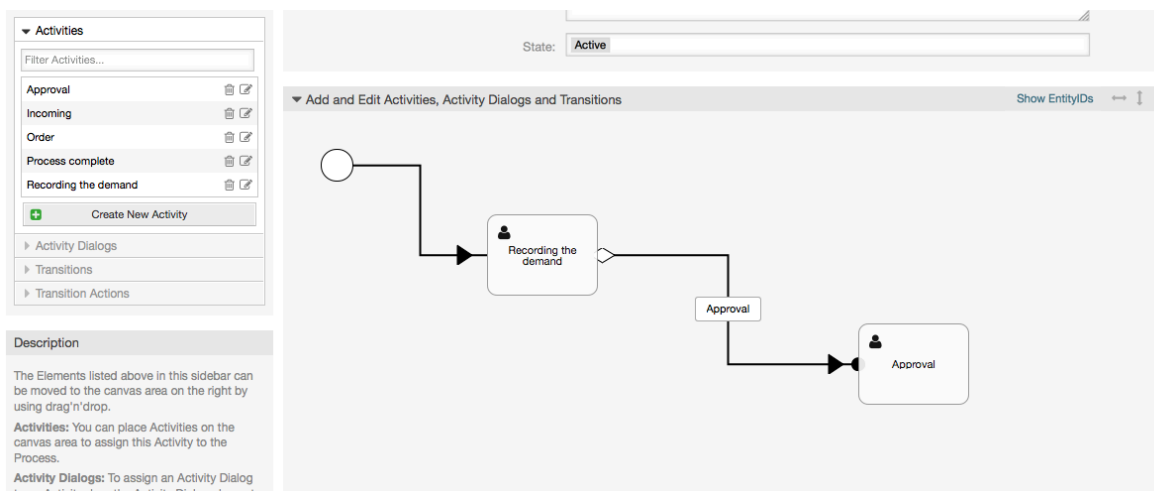 Activities
Filter Activities...
Approval
Incoming
Order
Process complete
Recording the demand
Create New Activity
Activity Dialogs
Transitions
Transition Actions
Description
The Elements listed above in this sidebar can
be moved to the canvas area on the right by
using drag'n'drop.
Activities: You can place Activities on the
canvas area to assign this Activity to the
Process.
Activity Dialogs: To assign an Activity Dialog
State: Active
Add and Edit Activities, Activity Dialogs and Transitions
Show EntityIDs
Recording the
demand
Approval
Approval